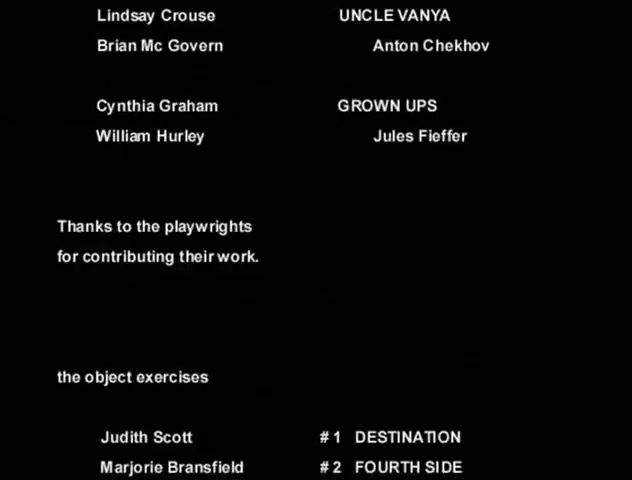 Lindsay Crouse UNCLE VANYA
Brian Mc Govern Anton Chekhov
Cynthia Graham GROWN UPS
William Hurley Jules Fieffer
Thanks to the playwrights
for contributing their work.
the object exercises
Judith Scott # 1 DESTINATION
Marjorie Bransfield # 2 FOURTH SIDE